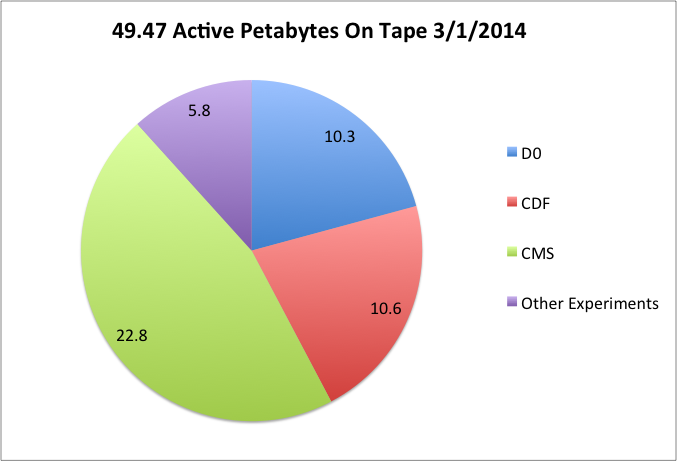 49.47 Active Petabytes On Tape 3/1/2014
5.8
10.3
D0
CDF
CMS
Other Experiments
10.6
22.8